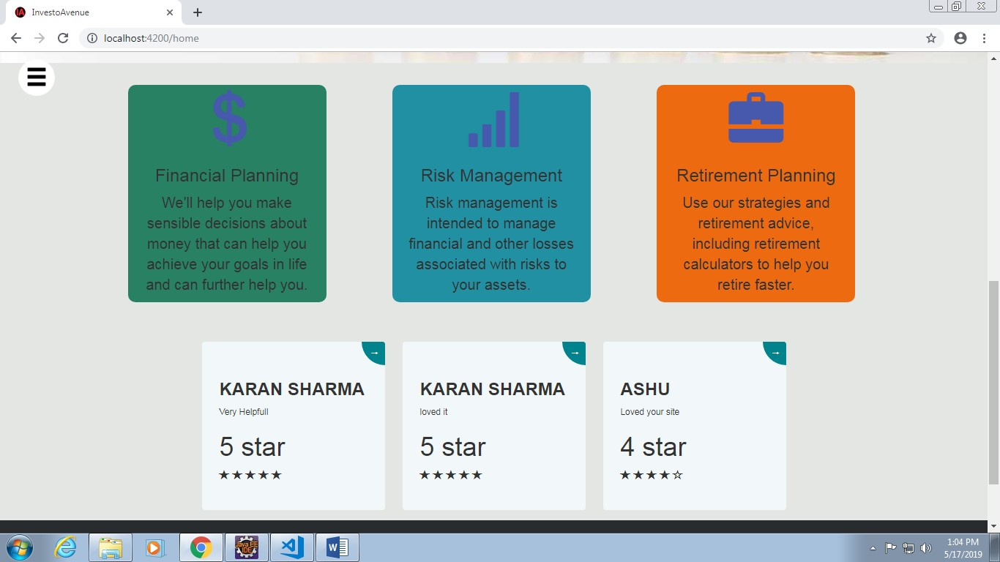 IA InvestoAvenue
localhost:4200/home
Financial Planning
We'll help you make
sensible decisions about
money that can help you
achieve your goals in life
and can further help you.
Risk Management
Risk management is
intended to manage
financial and other losses
associated with risks to
your assets.
Retirement Planning
Use our strategies and
retirement advice,
including retirement
calculators to help you
retire faster.
→
KARAN SHARMA
Very Helpfull
5 star
★★★★★
→
KARAN SHARMA
loved it
5 star
★★★★★
→
ASHU
Loved your site
4 star
★★★★☆
Java EE
IDE
W
1:04 PM
5/17/2019